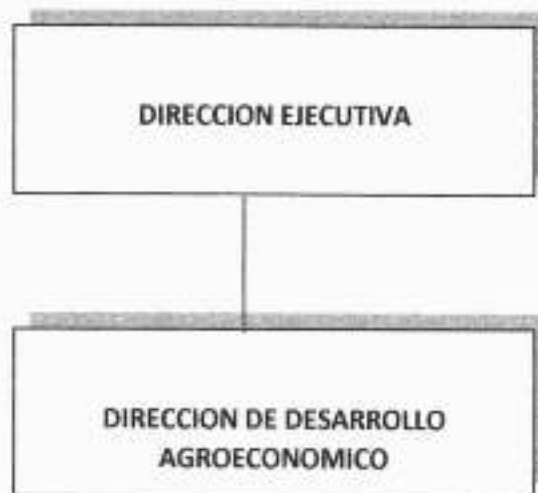 DIRECCION EJECUTIVA
DIRECCION DE DESARROLLO
AGROECONOMICO